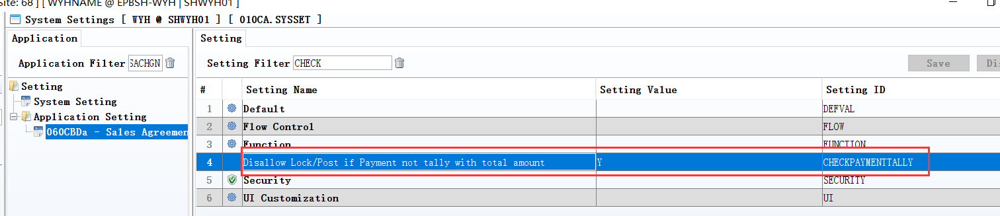 Site: 68 ] [ WYHNAME @ EPBSH-WYH | SHWYH01 ]
System Settings [ WYH @ SHWYH01 ] [ 010CA.SYSSET ]
Application
Setting
Application Filter SACHGN
Setting Filter CHECK
Save
Setting
System Setting
Application Setting
060CBDa - Sales Agreemen
# Setting Name Setting Value Setting ID
1 Default DEFVAL
2 Flow Control FLOW
3 Function FUNCTION
4 Disallow Lock/Post if Payment not tally with total amount Y CHECKPAYMENTTALLY
5 Security SECURITY
6 UI Customization UI